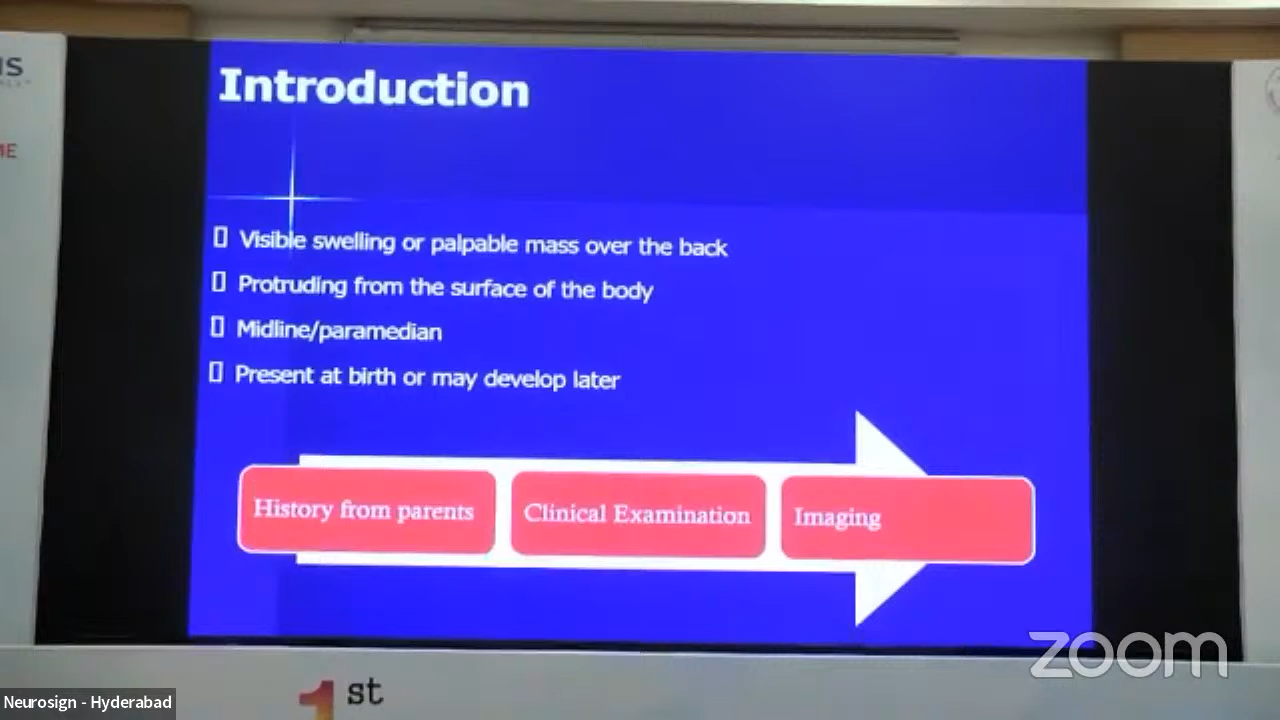 Introduction
Visible swelling or palpable mass over the back
Protruding from the surface of the body
Midline/paramedian
Present at birth or may develop later
History from parents
Clinical Examination
Imaging
zoom
1st
Neurosign - Hyderabad